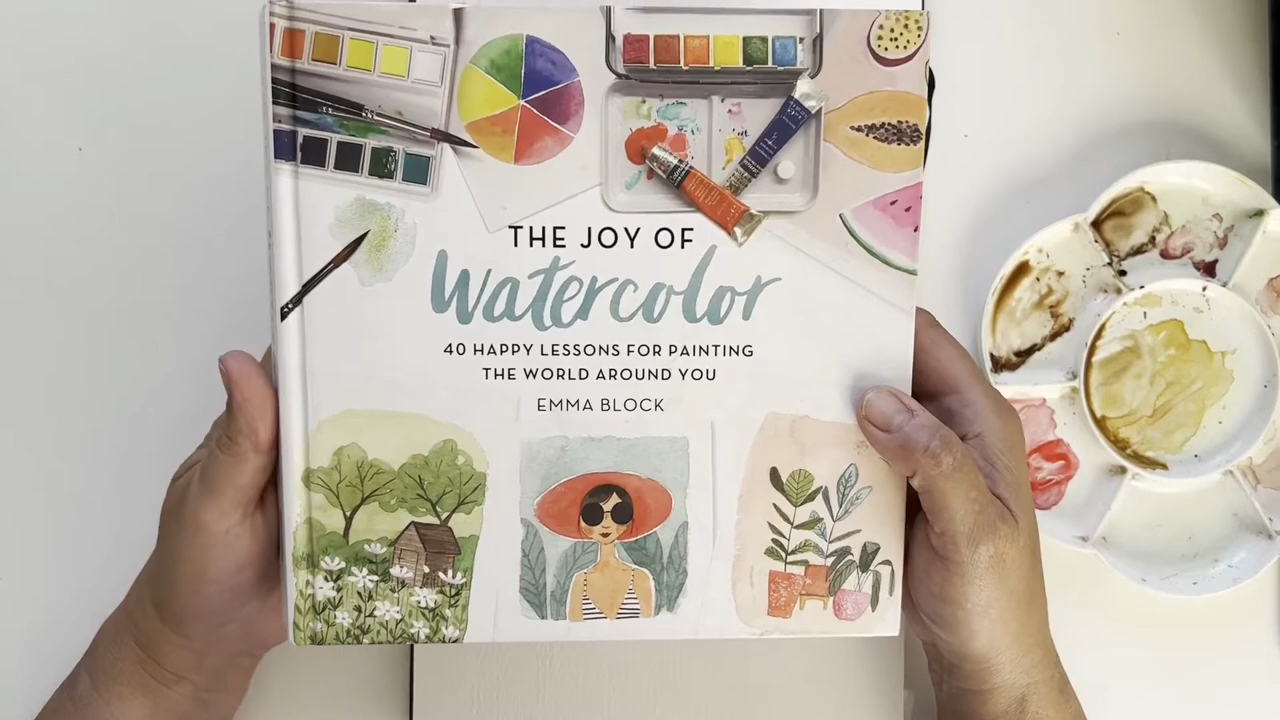 THE JOY OF
Watercolor
40 HAPPY LESSONS FOR PAINTING
THE WORLD AROUND YOU
EMMA BLOCK